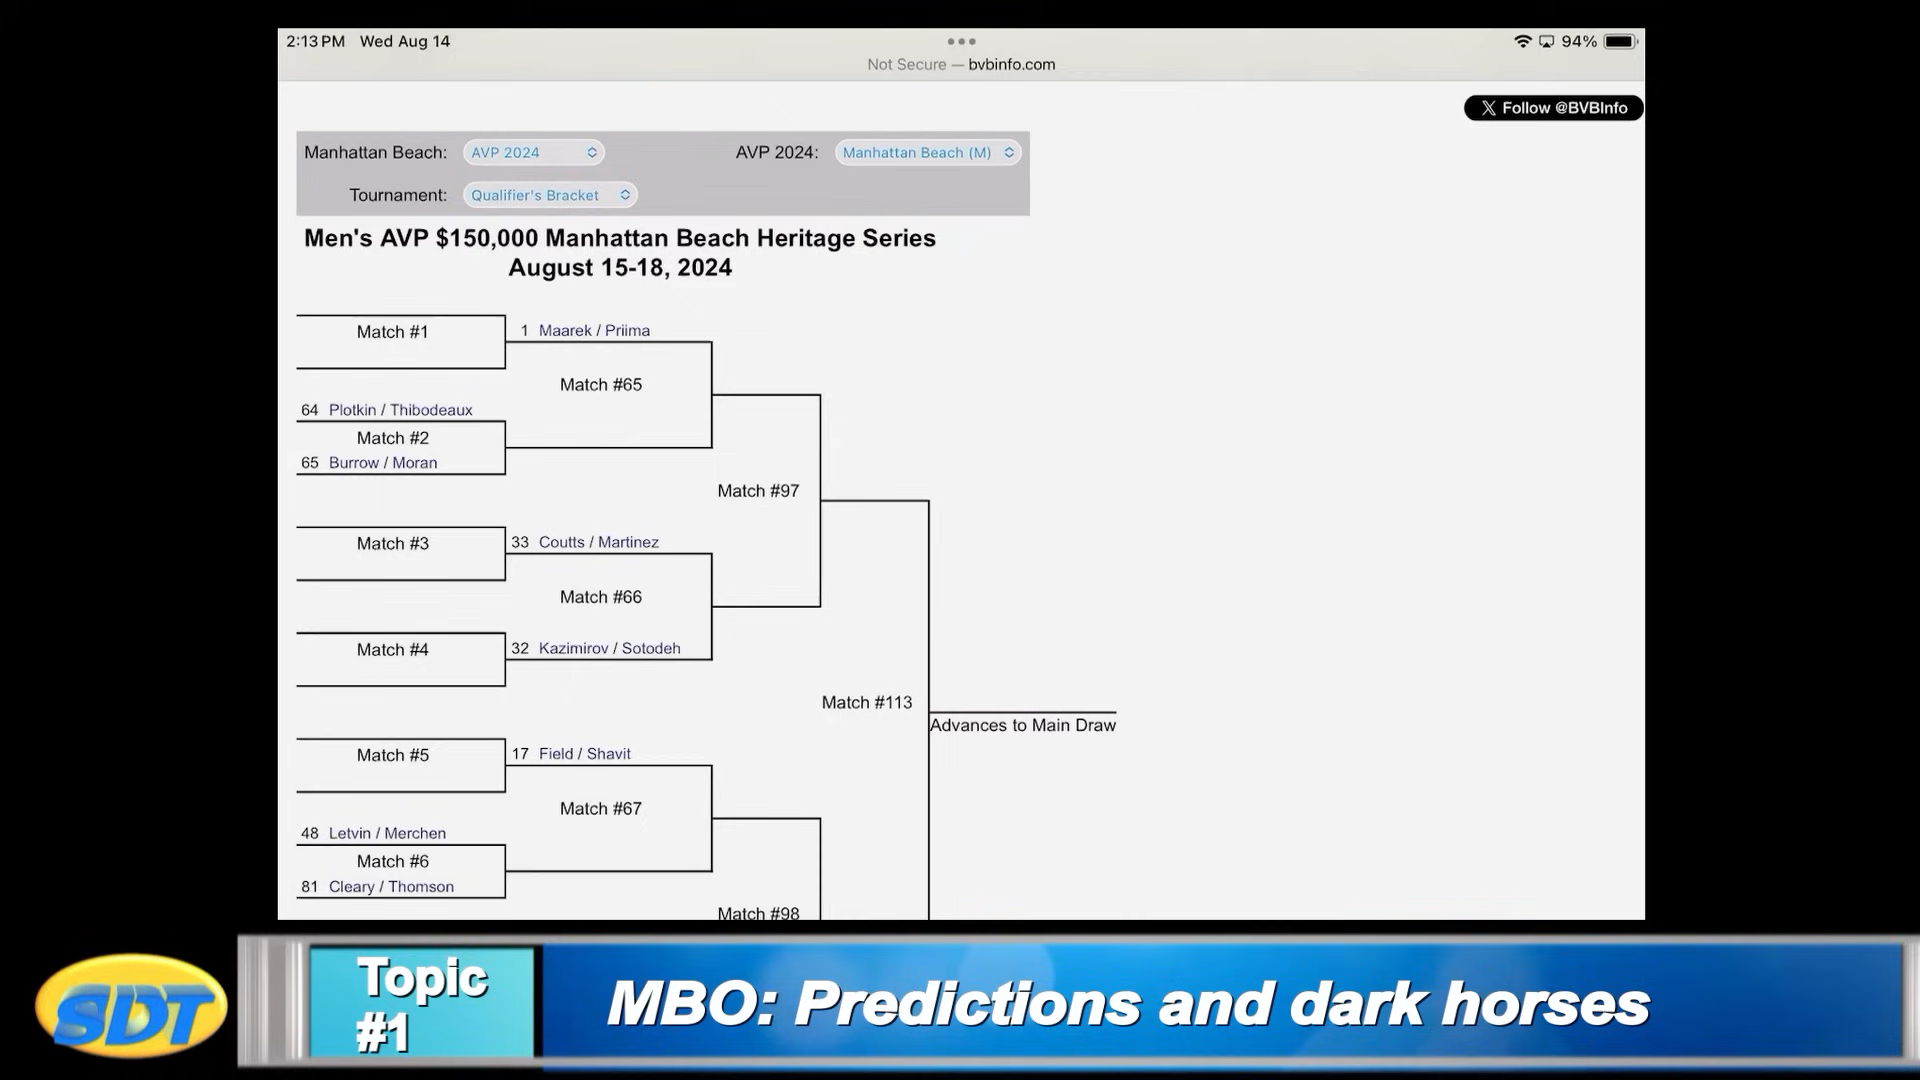 2:13 PM Wed Aug 14
94%
Not Secure — bvbinfo.com
Follow @BVBInfo
Manhattan Beach: AVP 2024
AVP 2024: Manhattan Beach (M)
Tournament: Qualifier's Bracket
Men's AVP $150,000 Manhattan Beach Heritage Series
August 15-18, 2024
Match #1
1 Maarek / Priima
Match #65
64 Plotkin / Thibodeaux
Match #2
65 Burrow / Moran
Match #97
Match #3
33 Coutts / Martinez
Match #66
Match #4
32 Kazimirov / Sotodeh
Match #113
Advances to Main Draw
Match #5
17 Field / Shavit
Match #67
48 Letvin / Merchen
Match #6
81 Cleary / Thomson
Match #98
SDT
Topic
#1
MBO: Predictions and dark horses